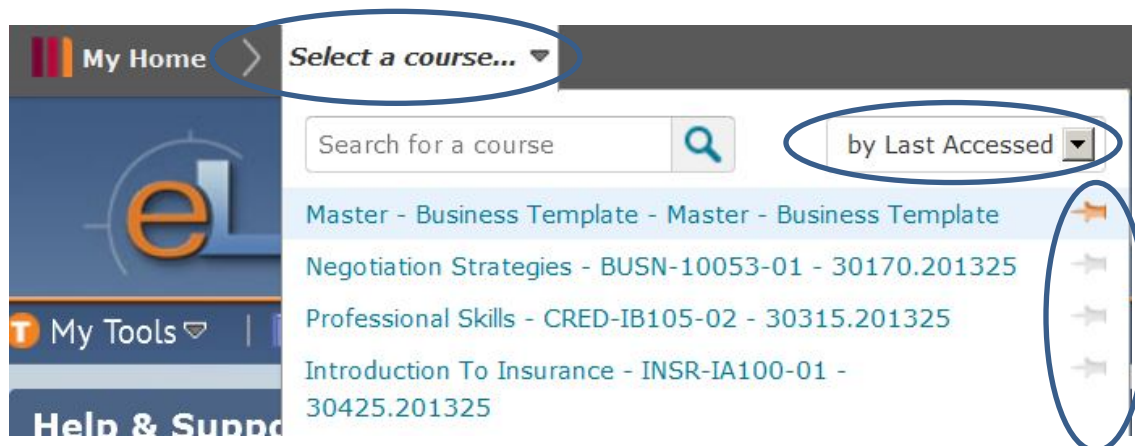 My Home
Select a course...
Search for a course
by Last Accessed
Master - Business Template - Master - Business Template
Negotiation Strategies - BUSN-10053-01 - 30170.201325
Professional Skills - CRED-IB105-02 - 30315.201325
Introduction To Insurance - INSR-IA100-01 -
30425.201325
eL
T My Tools
Help &